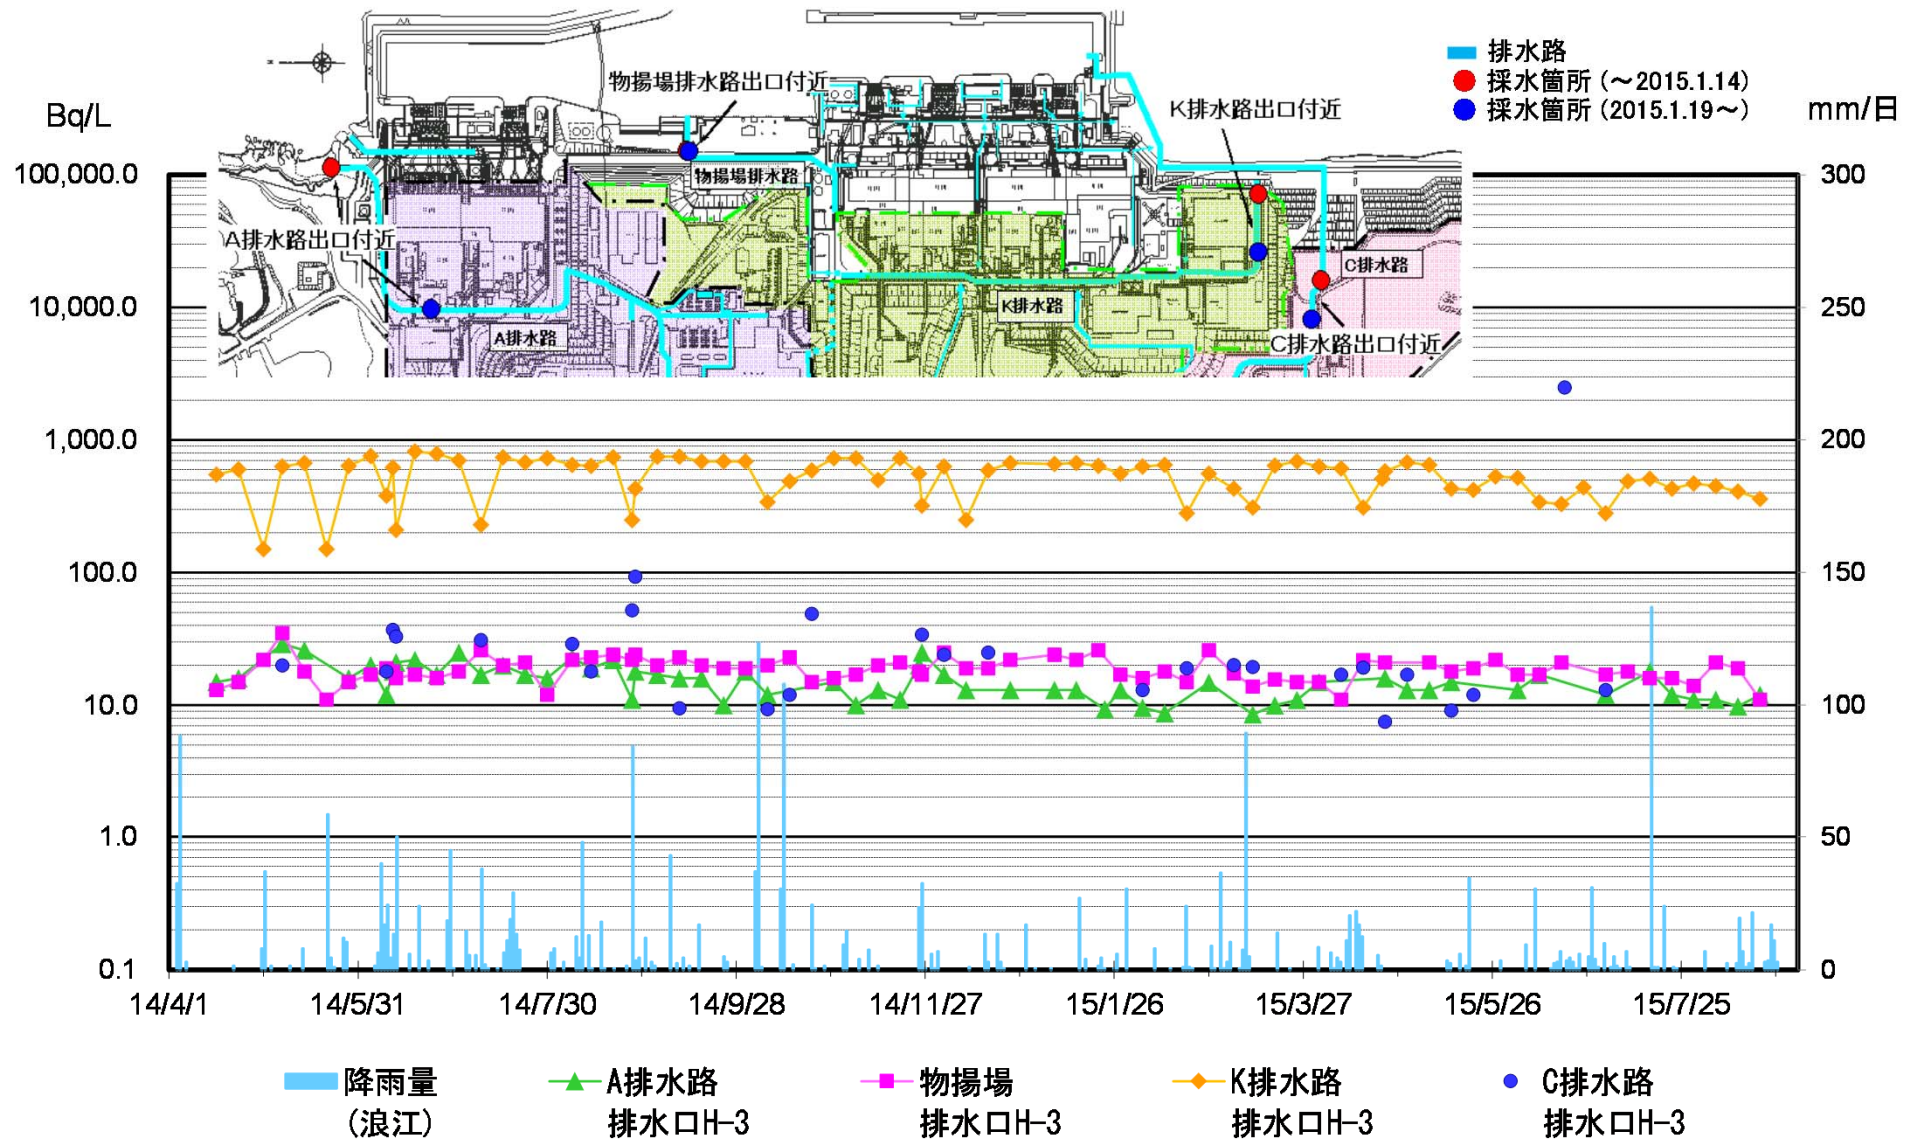 排水路
採水箇所 (～2015.1.14)
採水箇所 (2015.1.19～)
Bq/L
mm/日
物揚場排水路出口付近
K排水路出口付近
物揚場排水路
A排水路出口付近
C排水路
K排水路
A排水路
C排水路出口付近
100,000.0
10,000.0
1,000.0
100.0
10.0
1.0
0.1
300
250
200
150
100
50
0
14/4/1
14/5/31
14/7/30
14/9/28
14/11/27
15/1/26
15/3/27
15/5/26
15/7/25
降雨量
(浪江)
A排水路
排水口H-3
物揚場
排水口H-3
K排水路
排水口H-3
C排水路
排水口H-3